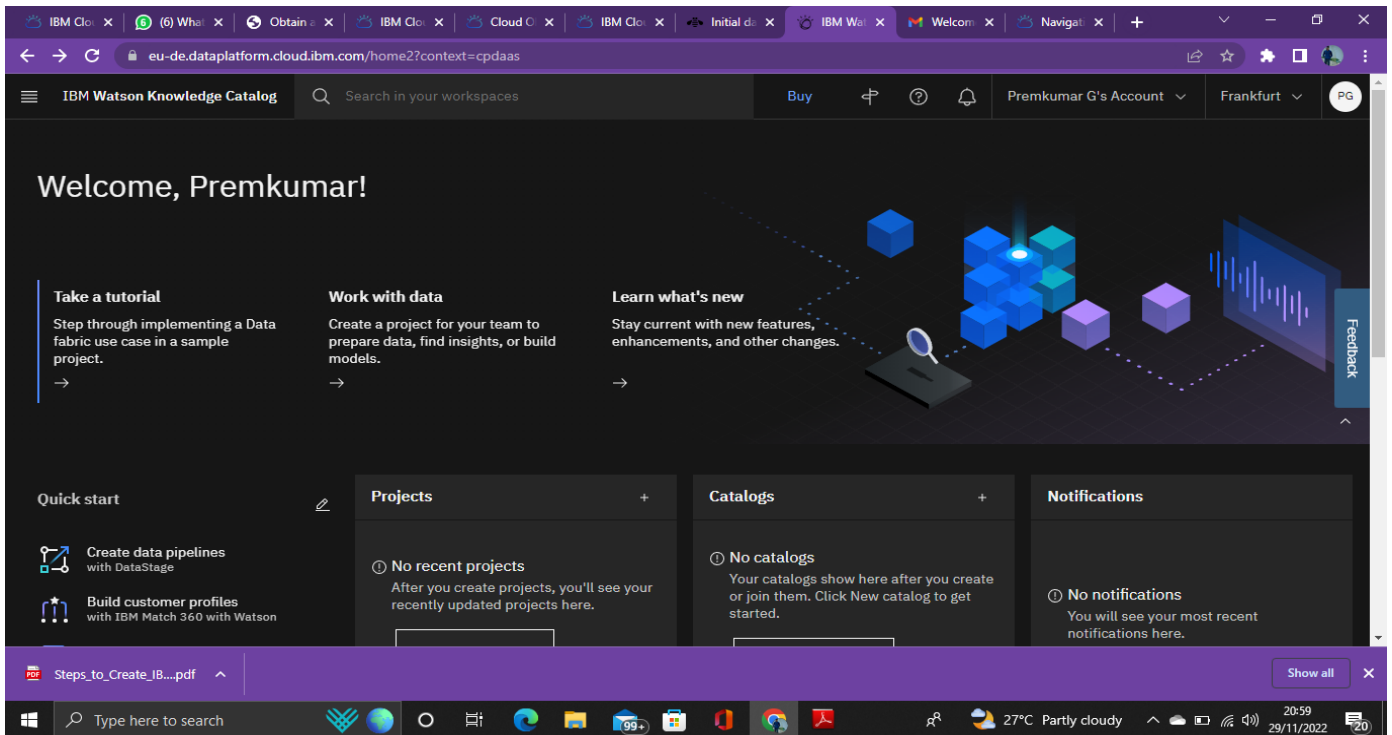 IBM Clou
(6) What
Obtain a
IBM Clou
Cloud O
IBM Clou
Initial da
IBM Wat
Welcom
Navigati
eu-de.dataplatform.cloud.ibm.com/home2?context=cpdaas
IBM Watson Knowledge Catalog
Search in your workspaces
Buy
Premkumar G's Account
Frankfurt
PG
Welcome, Premkumar!
Take a tutorial
Step through implementing a Data
fabric use case in a sample
project.
Work with data
Create a project for your team to
prepare data, find insights, or build
models.
Learn what's new
Stay current with new features,
enhancements, and other changes.
Feedback
Quick start
Create data pipelines
with DataStage
Build customer profiles
with IBM Match 360 with Watson
Projects +
No recent projects
After you create projects, you'll see your
recently updated projects here.
Catalogs +
No catalogs
Your catalogs show here after you create
or join them. Click New catalog to get
started.
Notifications
No notifications
You will see your most recent
notifications here.
PDF
Steps_to_Create_IB....pdf
Show all
Type here to search
99+
27°C Partly cloudy
20:59
29/11/2022
20